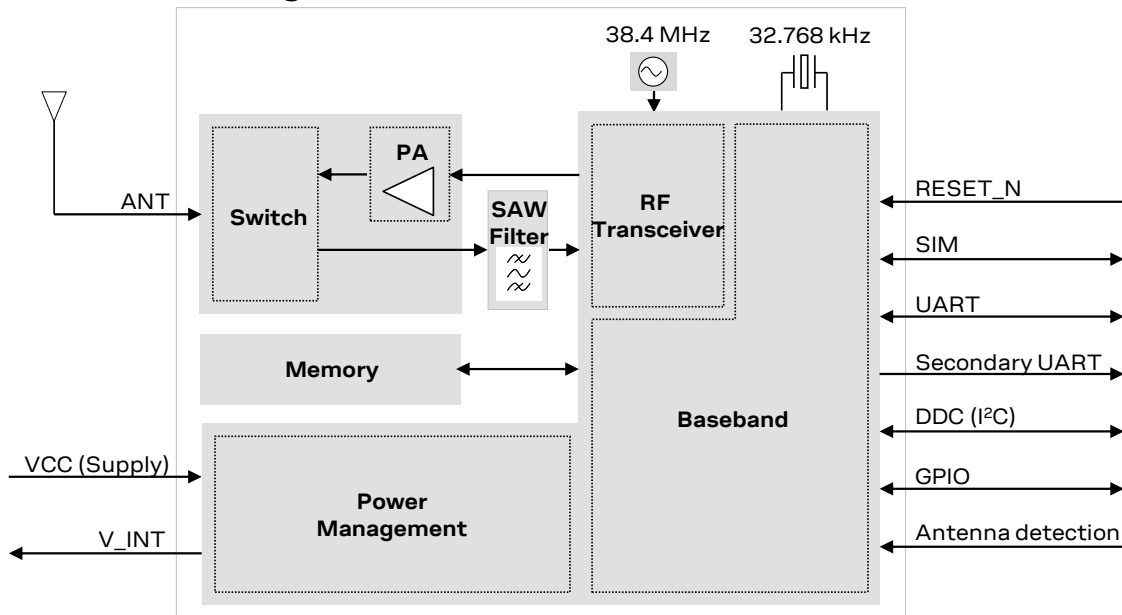 38.4 MHz
32.768 kHz
ANT
Switch
PA
SAW
Filter
RF
Transceiver
RESET_N
SIM
UART
Secondary UART
DDC (I²C)
GPIO
Antenna detection
Memory
Baseband
VCC (Supply)
V_INT
Power
Management